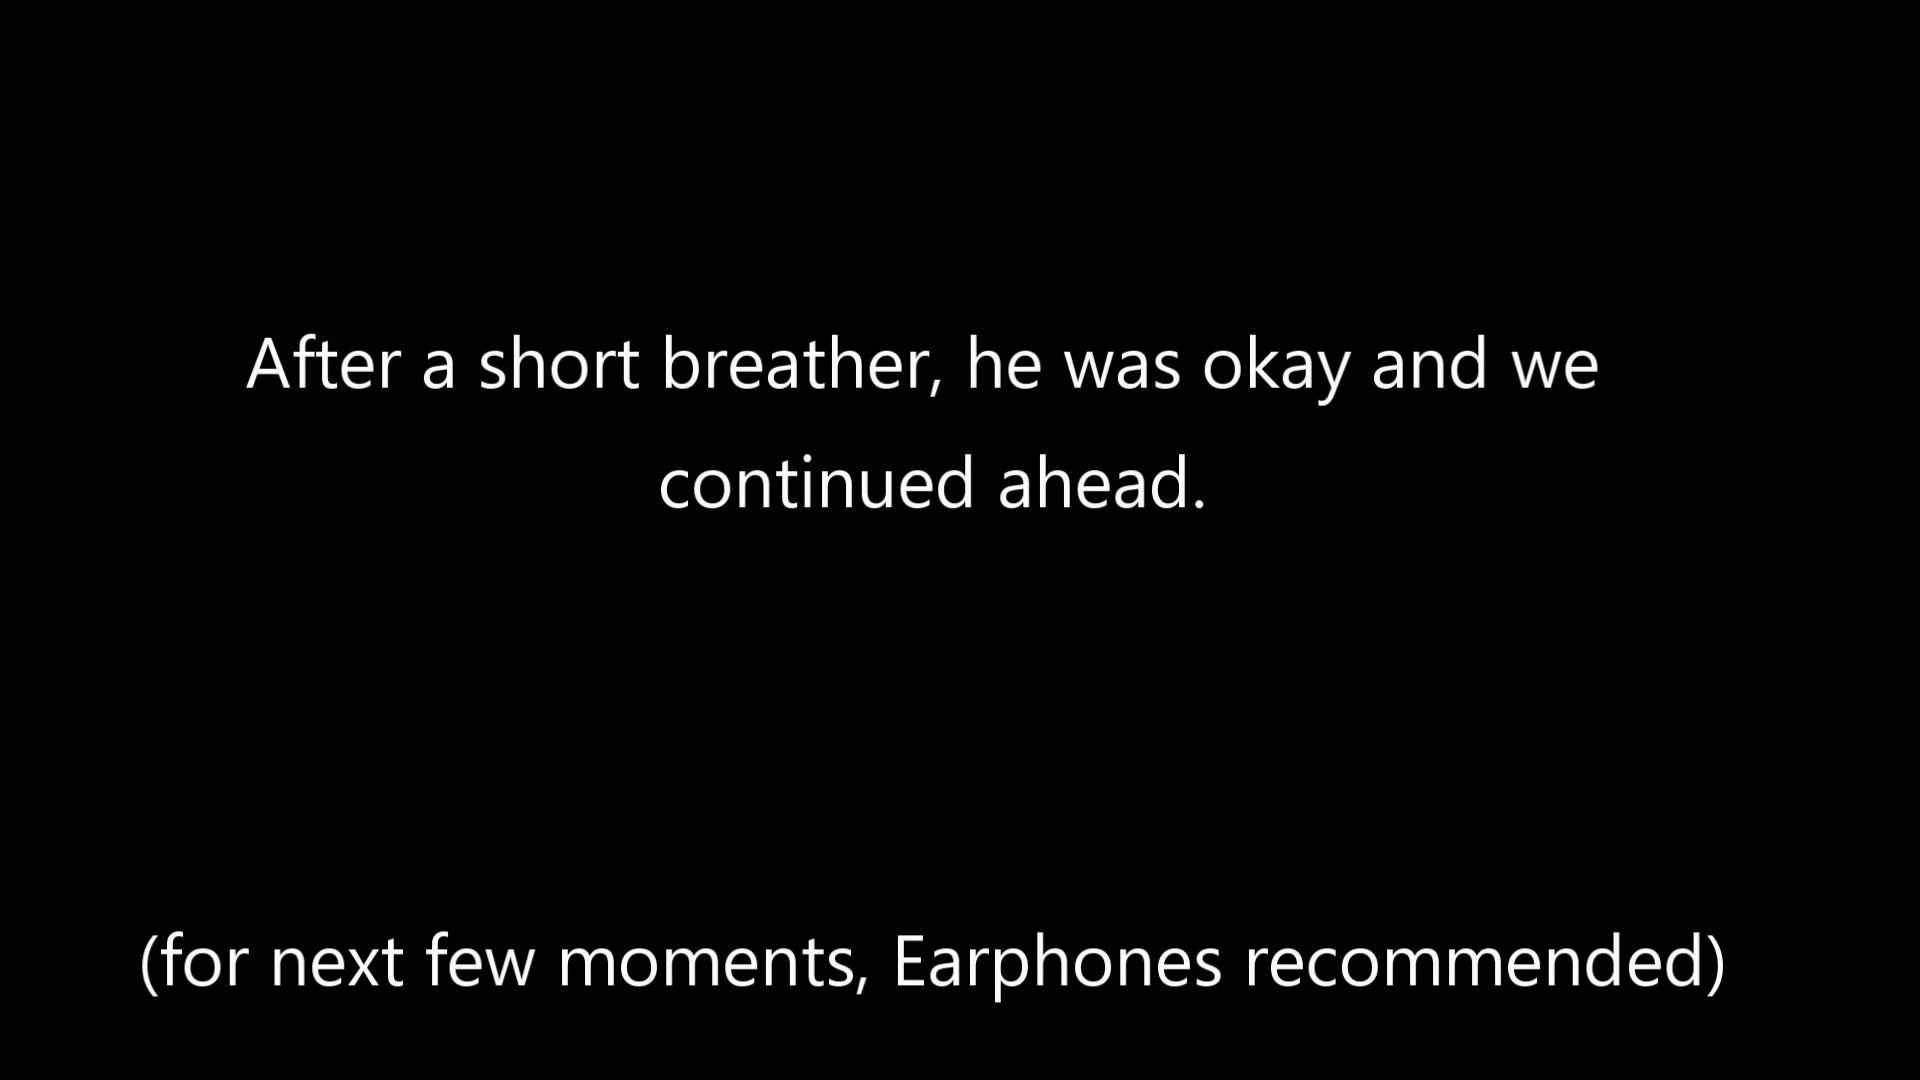 After a short breather, he was okay and we
continued ahead.
(for next few moments, Earphones recommended)